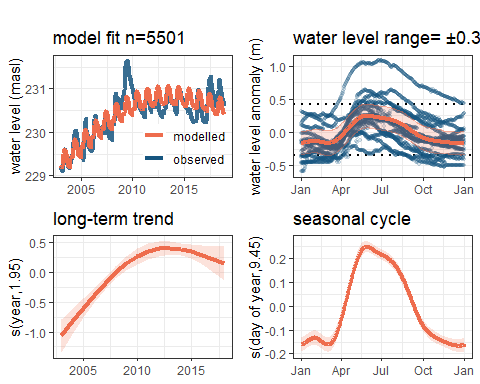 model fit n=5501
water level (masl)
231
230
229
modelled
observed
2005
2010
2015
water level range= ±0.3
water level anomaly (m)
1.0
0.5
0.0
-0.5
Jan
Apr
Jul
Oct
Jan
long-term trend
s(year,1.95)
0.5
0.0
-0.5
-1.0
2005
2010
2015
seasonal cycle
s(day of year,9.45)
0.2
0.1
0.0
-0.1
-0.2
Jan
Apr
Jul
Oct
Jan